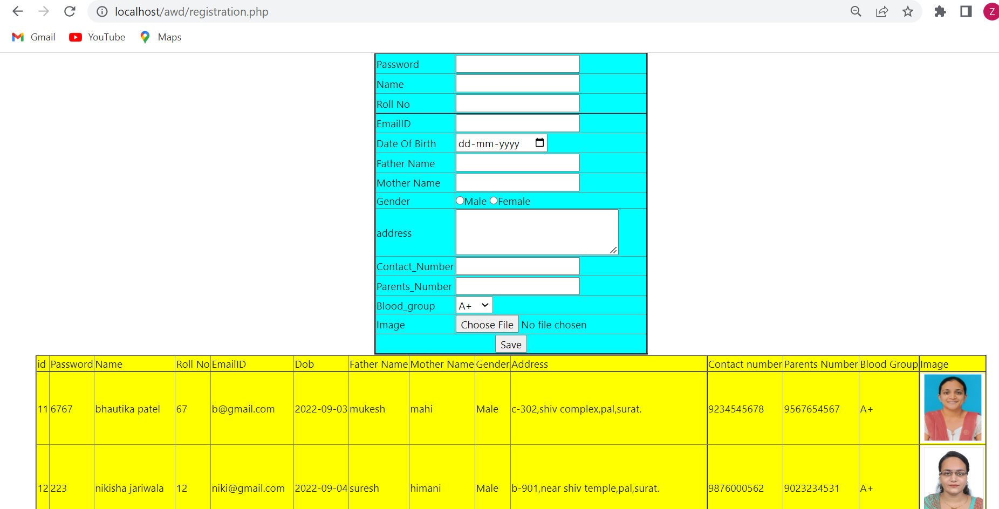 localhost/awd/registration.php
Z
Gmail YouTube Maps
Password
Name
Roll No
EmailID
Date Of Birth dd-mm-yyyy
Father Name
Mother Name
Gender Male Female
address
Contact_Number
Parents_Number
Blood_group A+
Image Choose File No file chosen
Save
id Password Name Roll No EmailID Dob Father Name Mother Name Gender Address Contact number Parents Number Blood Group Image
11 6767 bhautika patel 67 b@gmail.com 2022-09-03 mukesh mahi Male c-302,shiv complex,pal,surat. 9234545678 9567654567 A+
12 223 nikisha jariwala 12 niki@gmail.com 2022-09-04 suresh himani Male b-901,near shiv temple,pal,surat. 9876000562 9023234531 A+